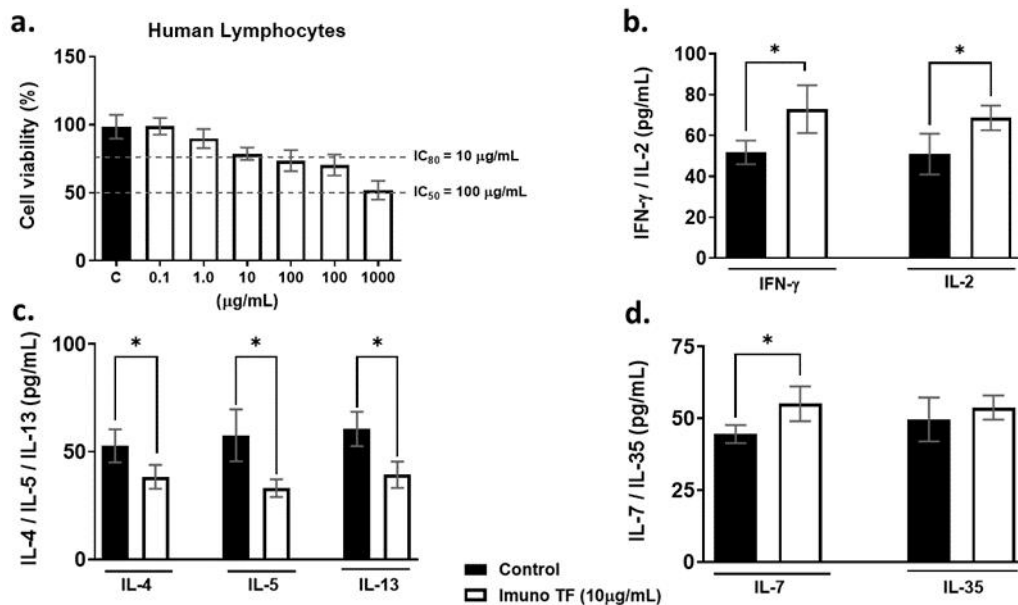 a.
Human Lymphocytes
Cell viability (%)
150
100
50
0
IC80 = 10 μg/mL
IC50 = 100 μg/mL
C 0.1 1.0 10 100 100 1000
(μg/mL)
b.
IFN-γ / IL-2 (pg/mL)
100
80
60
40
20
0
* *
IFN-γ IL-2
c.
IL-4 / IL-5 / IL-13 (pg/mL)
100
50
0
* * *
IL-4 IL-5 IL-13
Control
Imuno TF (10μg/mL)
d.
IL-7 / IL-35 (pg/mL)
75
50
25
0
*
IL-7 IL-35